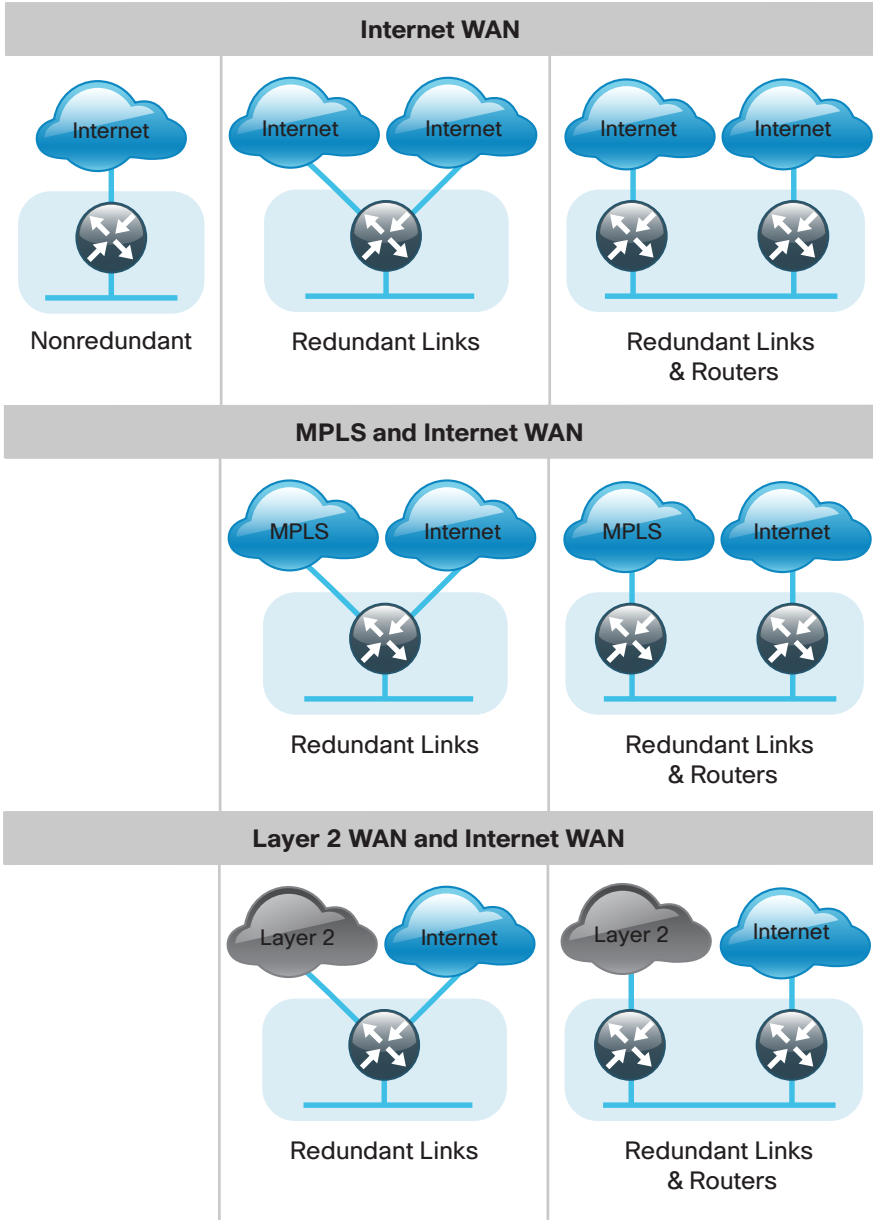 Internet WAN
Internet
Internet
Internet
Internet
Internet
Nonredundant
Redundant Links
Redundant Links
& Routers
MPLS and Internet WAN
MPLS
Internet
MPLS
Internet
Redundant Links
Redundant Links
& Routers
Layer 2 WAN and Internet WAN
Layer 2
Internet
Layer 2
Internet
Redundant Links
Redundant Links
& Routers